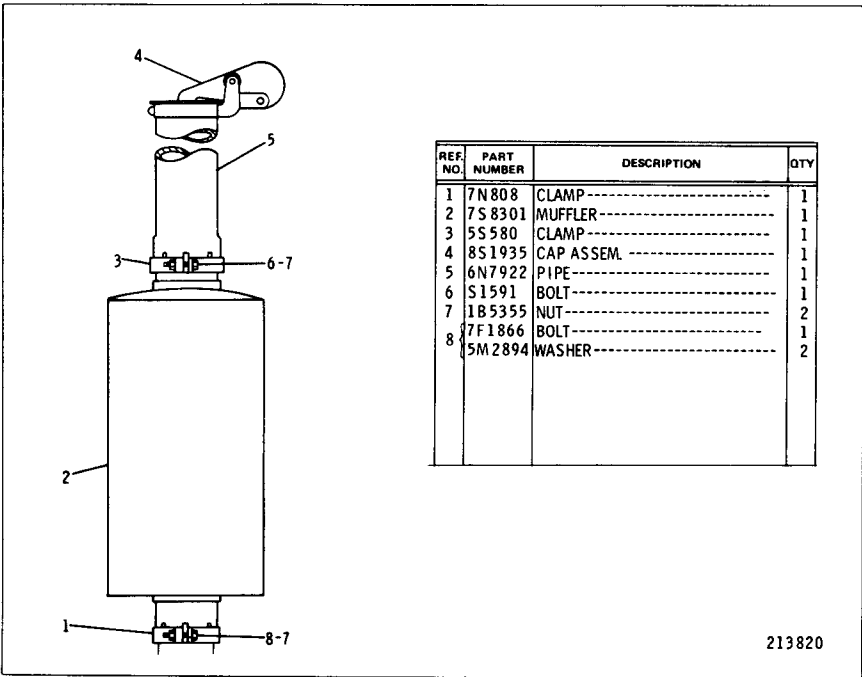 4
5
3
6-7
2
1
8-7
REF. NO. PART NUMBER DESCRIPTION QTY
1 7N808 CLAMP 1
2 7S8301 MUFFLER 1
3 5S580 CLAMP 1
4 8S1935 CAP ASSEM. 1
5 6N7922 PIPE 1
6 S1591 BOLT 1
7 1B5355 NUT 2
8 7F1866 BOLT 1
5M2894 WASHER 2
213820